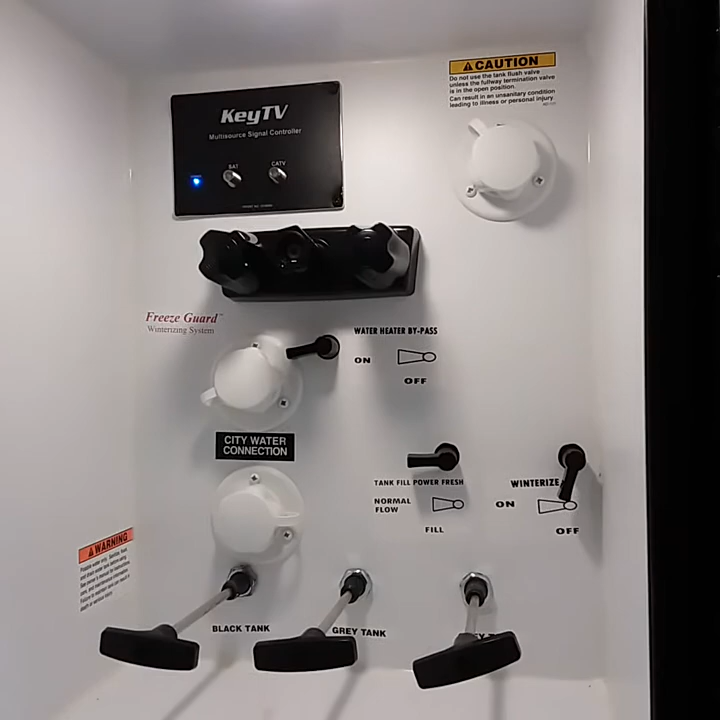 KeyTV
Multisource Signal Controller
SAT
CATV
CAUTION
Do not use the tank flush valve
unless the fullway termination valve
is in the open position.
Can result in an unsanitary condition
leading to illness or personal injury
Freeze Guard™
Winterizing System
WATER HEATER BY-PASS
ON
OFF
CITY WATER
CONNECTION
TANK FILL POWER FRESH
NORMAL
FLOW
FILL
WINTERIZE
ON
OFF
WARNING
BLACK TANK
GREY TANK